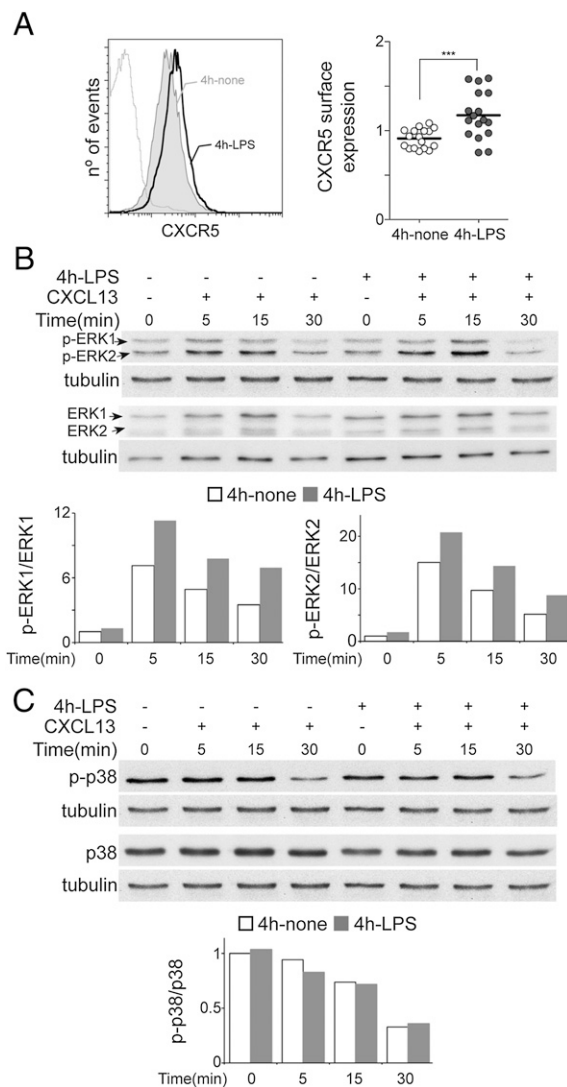 A
nº of events
4h-none
4h-LPS
CXCR5
CXCR5 surface
expression
2
1
0
***
4h-none 4h-LPS
B
4h-LPS - - - - + + + +
CXCL13 - + + + - + + +
Time(min) 0 5 15 30 0 5 15 30
p-ERK1
p-ERK2
tubulin
ERK1
ERK2
tubulin
4h-none 4h-LPS
p-ERK1/ERK1
12
6
0
Time(min) 0 5 15 30
p-ERK2/ERK2
20
10
0
Time(min) 0 5 15 30
C
4h-LPS - - - - + + + +
CXCL13 - + + + - + + +
Time(min) 0 5 15 30 0 5 15 30
p-p38
tubulin
p38
tubulin
4h-none 4h-LPS
p-p38/p38
1
0.5
0
Time(min) 0 5 15 30